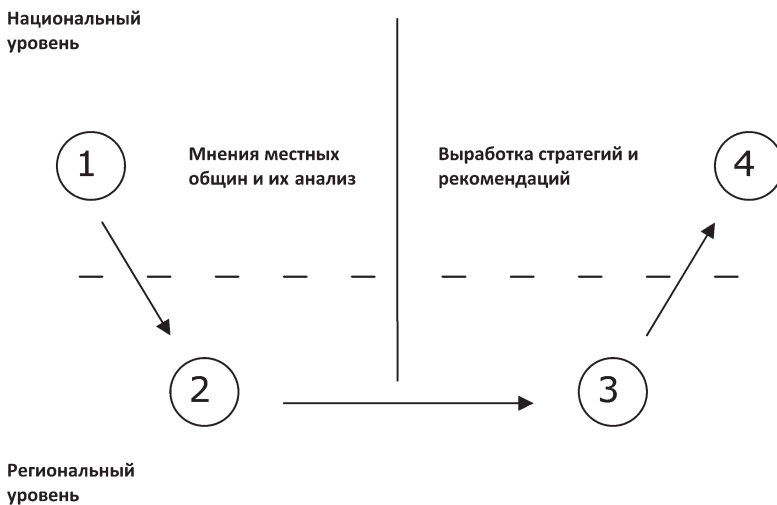 Национальный
уровень
1
Мнения местных
общин и их анализ
Выработка стратегий и
рекомендаций
4
2
3
Региональный
уровень